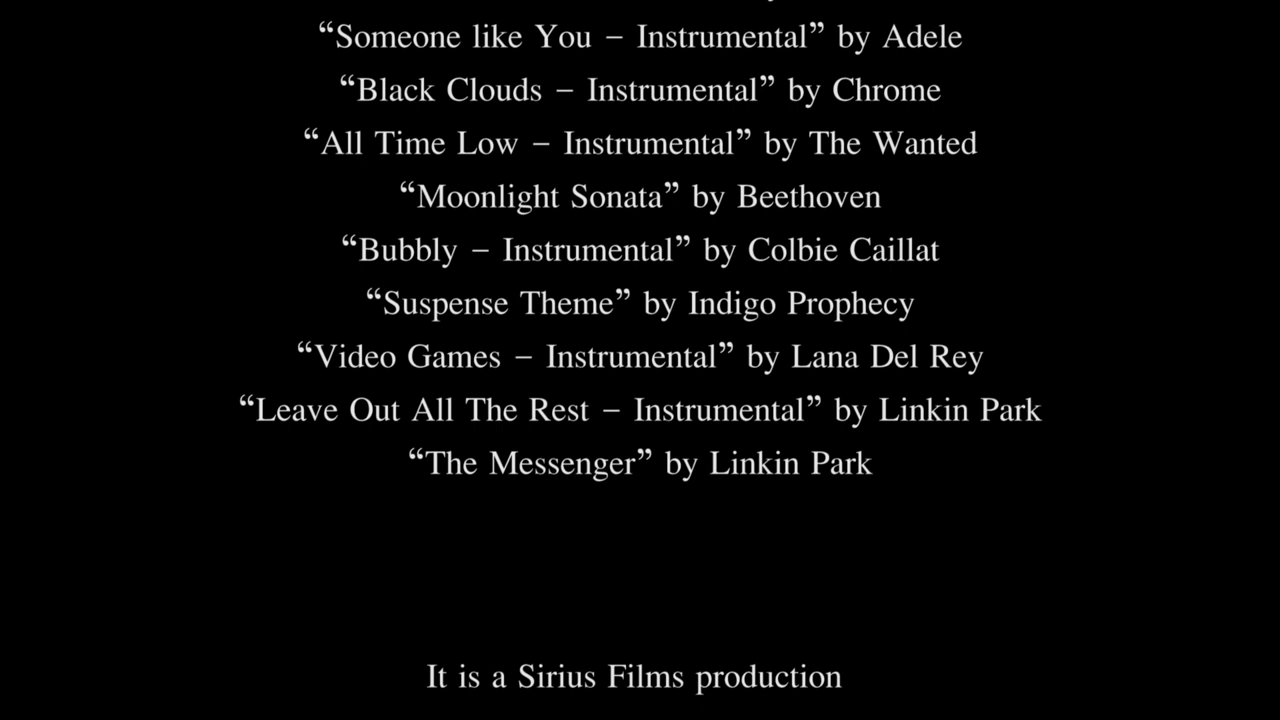 “Someone like You – Instrumental” by Adele
“Black Clouds – Instrumental” by Chrome
“All Time Low – Instrumental” by The Wanted
“Moonlight Sonata” by Beethoven
“Bubbly – Instrumental” by Colbie Caillat
“Suspense Theme” by Indigo Prophecy
“Video Games – Instrumental” by Lana Del Rey
“Leave Out All The Rest – Instrumental” by Linkin Park
“The Messenger” by Linkin Park
It is a Sirius Films production